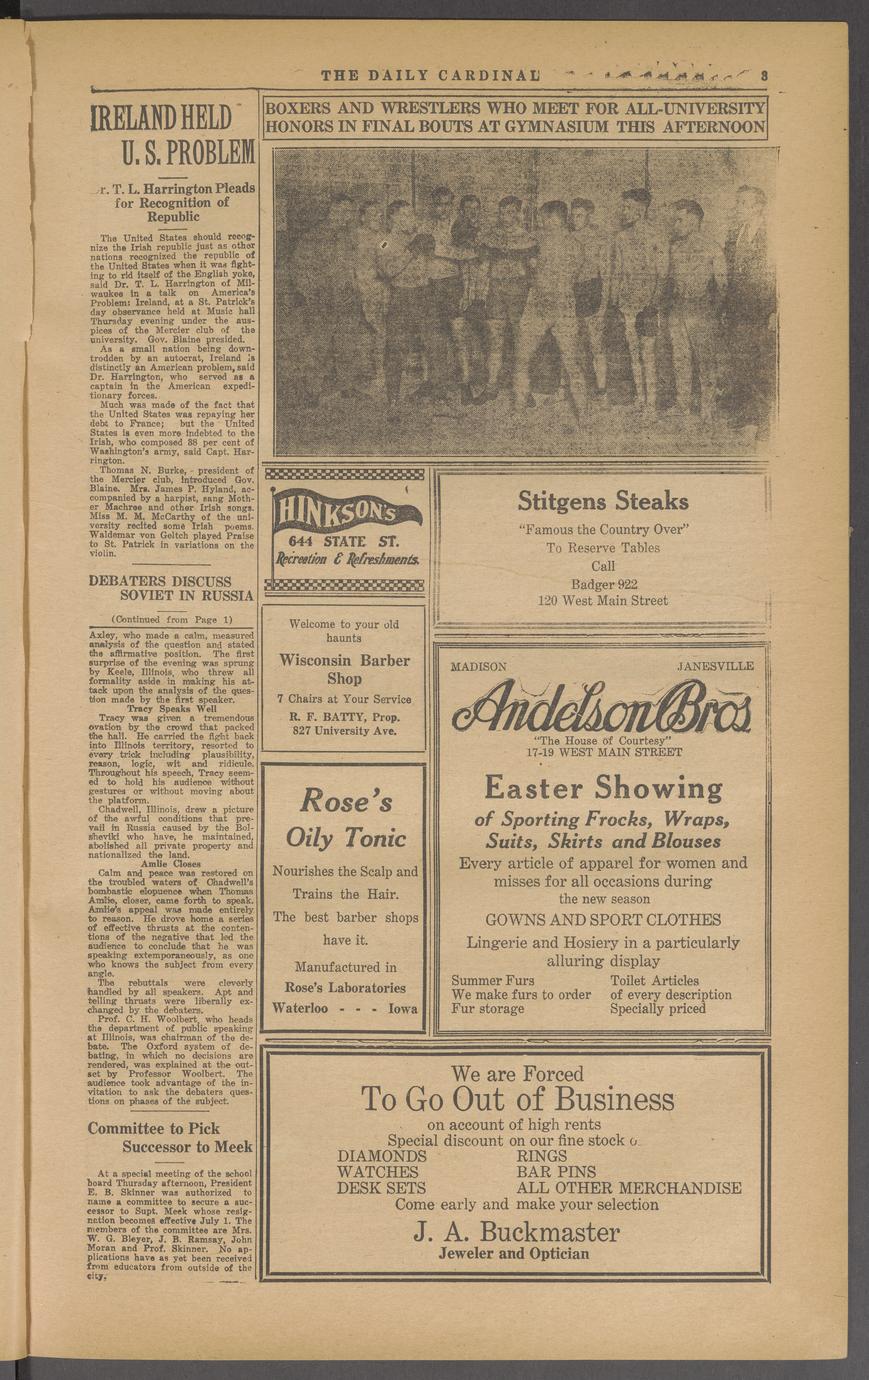 THE DAILY CARDINAL
3
IRELAND HELD
U. S. PROBLEM
r. T. L. Harrington Pleads
for Recognition of
Republic
The United States should recog-
nize the Irish republic just as other
nations recognized the republic of
the United States when it was fight-
ing to rid itself of the English yoke,
said Dr. T. L. Harrington of Mil-
waukee in a talk on America's
Problem: Ireland, at a St. Patrick's
day observance held at Music hall
Thursday evening under the aus-
pices of the Mercier club of the
university. Gov. Blaine presided.
As a small nation being down-
trodden by an autocrat, Ireland is
distinctly an American problem, said
Dr. Harrington, who served as a
captain in the American expedi-
tionary forces.
Much was made of the fact that
the United States was repaying her
debt to France; but the United
States is even more indebted to the
Irish, who composed 38 per cent of
Washington's army, said Capt. Har-
rington.
Thomas N. Burke, president of
the Mercier club, introduced Gov.
Blaine. Mrs. James P. Hyland, ac-
companied by a harpist, sang Moth-
er Machree and other Irish songs.
Miss M. M. McCarthy of the uni-
versity recited some Irish poems.
Waldemar von Geltch played Praise
to St. Patrick in variations on the
violin.
DEBATERS DISCUSS
SOVIET IN RUSSIA
(Continued from Page 1)
Axley, who made a calm, measured
analysis of the question and stated
the affirmative position. The first
surprise of the evening was sprung
by Keele, Illinois, who threw all
formality aside in making his at-
tack upon the analysis of the ques-
tion made by the first speaker.
Tracy Speaks Well
Tracy was given a tremendous
ovation by the crowd that packed
the hall. He carried the fight back
into Illinois territory, resorted to
every trick including plausibility,
reason, logic, wit and ridicule.
Throughout his speech, Tracy seem-
ed to hold his audience without
gestures or without moving about
the platform.
Chadwell, Illinois, drew a picture
of the awful conditions that pre-
vail in Russia caused by the Bol-
sheviki who have, he maintained,
abolished all private property and
nationalized the land.
Amlie Closes
Calm and peace was restored on
the troubled waters of Chadwell's
bombastic elopuence when Thomas
Amlie, closer, came forth to speak.
Amlie's appeal was made entirely
to reason. He drove home a series
of effective thrusts at the conten-
tions of the negative that led the
audience to conclude that he was
speaking extemporaneously, as one
who knows the subject from every
angle.
The rebuttals were cleverly
handled by all speakers. Apt and
telling thrusts were liberally ex-
changed by the debaters.
Prof. C. H. Woolbert, who heads
the department of public speaking
at Illinois, was chairman of the de-
bate. The Oxford system of de-
bating, in which no decisions are
rendered, was explained at the out-
set by Professor Woolbert. The
audience took advantage of the in-
vitation to ask the debaters ques-
tions on phases of the subject.
Committee to Pick
Successor to Meek
At a special meeting of the school
board Thursday afternoon, President
E. B. Skinner was authorized to
name a committee to secure a suc-
cessor to Supt. Meek whose resig-
nation becomes effective July 1. The
members of the committee are Mrs.
W. G. Bleyer, J. B. Ramsay, John
Moran and Prof. Skinner. No ap-
plications have as yet been received
from educators from outside of the
city.
BOXERS AND WRESTLERS WHO MEET FOR ALL-UNIVERSITY
HONORS IN FINAL BOUTS AT GYMNASIUM THIS AFTERNOON
HINKSON'S
644 STATE ST.
Recreation & Refreshments.
Welcome to your old
haunts
Wisconsin Barber
Shop
7 Chairs at Your Service
R. F. BATTY, Prop.
827 University Ave.
Rose's
Oily Tonic
Nourishes the Scalp and
Trains the Hair.
The best barber shops
have it.
Manufactured in
Rose's Laboratories
Waterloo - - - Iowa
Stitgens Steaks
"Famous the Country Over"
To Reserve Tables
Call
Badger 922
120 West Main Street
MADISON JANESVILLE
Andelson Bros
"The House of Courtesy"
17-19 WEST MAIN STREET
Easter Showing
of Sporting Frocks, Wraps,
Suits, Skirts and Blouses
Every article of apparel for women and
misses for all occasions during
the new season
GOWNS AND SPORT CLOTHES
Lingerie and Hosiery in a particularly
alluring display
Summer Furs
We make furs to order
Fur storage
Toilet Articles
of every description
Specially priced
We are Forced
To Go Out of Business
on account of high rents
Special discount on our fine stock o
DIAMONDS RINGS
WATCHES BAR PINS
DESK SETS ALL OTHER MERCHANDISE
Come early and make your selection
J. A. Buckmaster
Jeweler and Optician